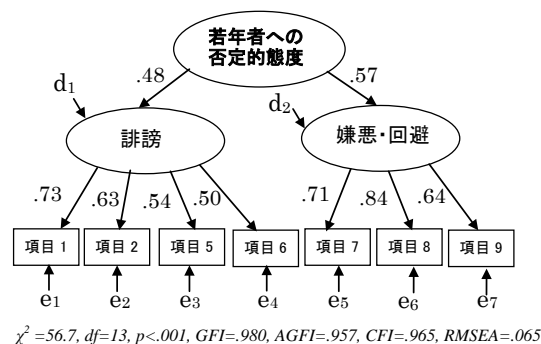 若年者への
否定的態度
.48
.57
d1
d2
誹謗
嫌悪・回避
.73
.63
.54
.50
.71
.84
.64
項目1
項目2
項目5
項目6
項目7
項目8
項目9
e1
e2
e3
e4
e5
e6
e7
χ² =56.7, df=13, p<.001, GFI=.980, AGFI=.957, CFI=.965, RMSEA=.065